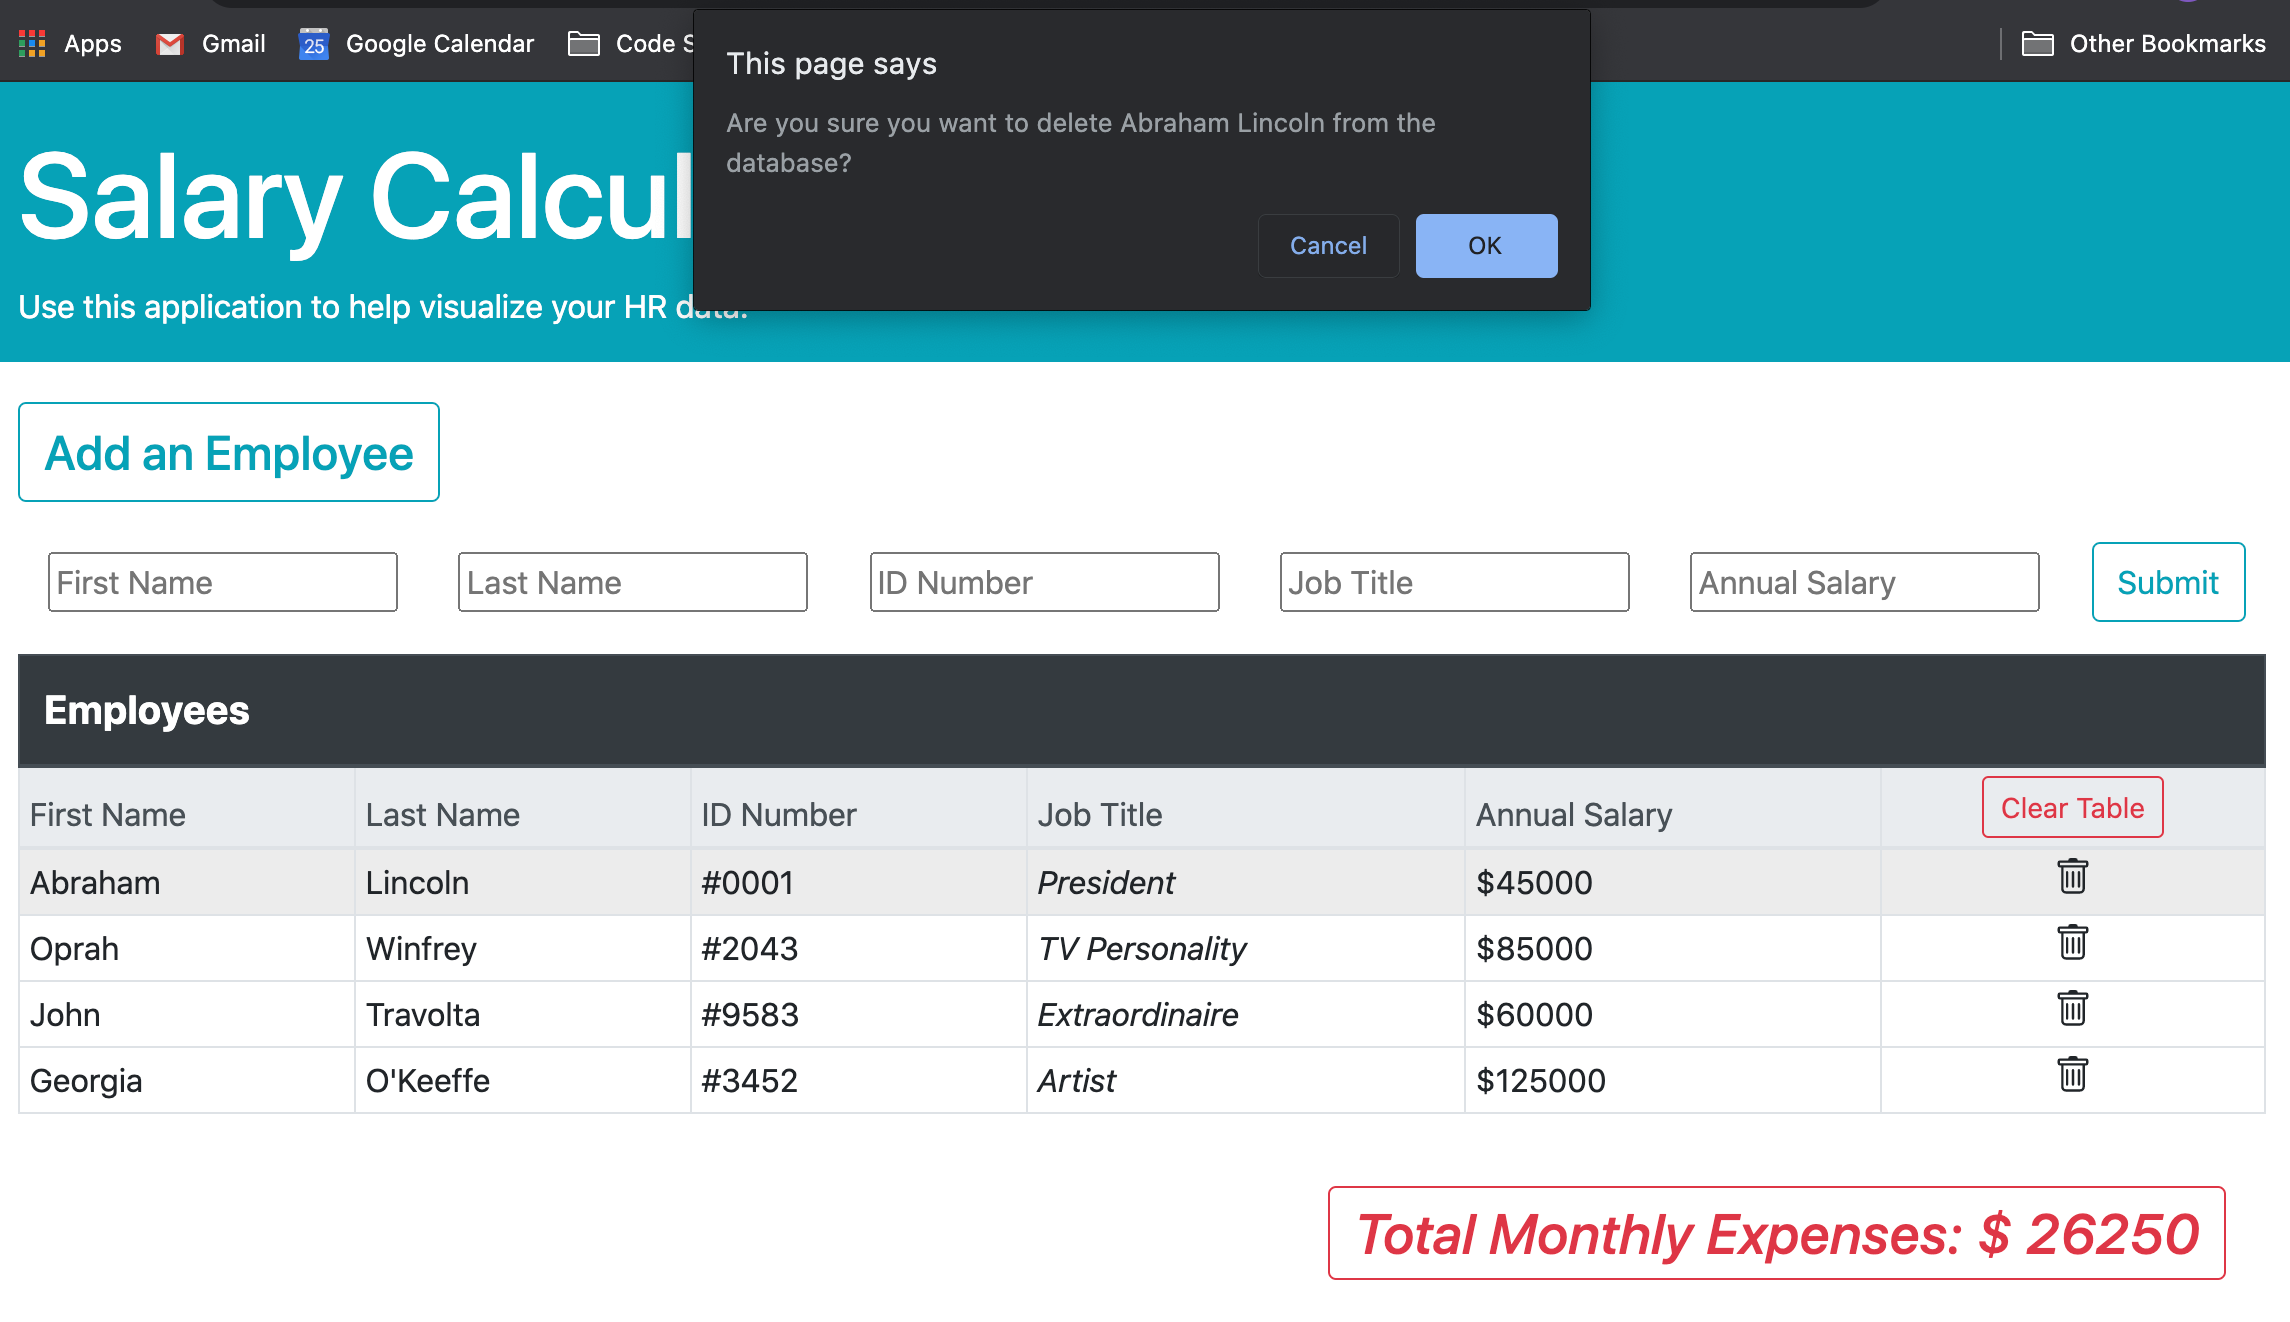 Apps Gmail 25 Google Calendar Code Other Bookmarks
This page says
Are you sure you want to delete Abraham Lincoln from the
database?
Cancel OK
Salary Calcul
Use this application to help visualize your HR data.
Add an Employee
First Name Last Name ID Number Job Title Annual Salary Submit
Employees
First Name Last Name ID Number Job Title Annual Salary Clear Table
Abraham Lincoln #0001 President $45000
Oprah Winfrey #2043 TV Personality $85000
John Travolta #9583 Extraordinaire $60000
Georgia O'Keeffe #3452 Artist $125000
Total Monthly Expenses: $ 26250